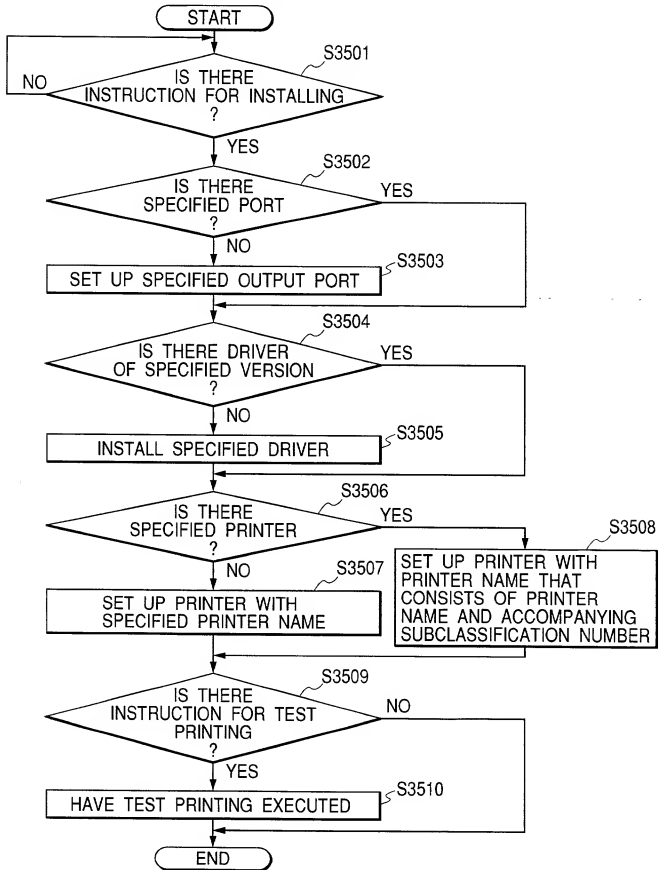 START
S3501
IS THERE
INSTRUCTION FOR INSTALLING
?
NO
YES
S3502
IS THERE
SPECIFIED PORT
?
YES
NO
S3503
SET UP SPECIFIED OUTPUT PORT
S3504
IS THERE DRIVER
OF SPECIFIED VERSION
?
YES
NO
S3505
INSTALL SPECIFIED DRIVER
S3506
IS THERE
SPECIFIED PRINTER
?
YES
NO
S3507
SET UP PRINTER WITH
SPECIFIED PRINTER NAME
S3508
SET UP PRINTER WITH
PRINTER NAME THAT
CONSISTS OF PRINTER
NAME AND ACCOMPANYING
SUBCLASSIFICATION NUMBER
S3509
IS THERE
INSTRUCTION FOR TEST
PRINTING
?
NO
YES
S3510
HAVE TEST PRINTING EXECUTED
END